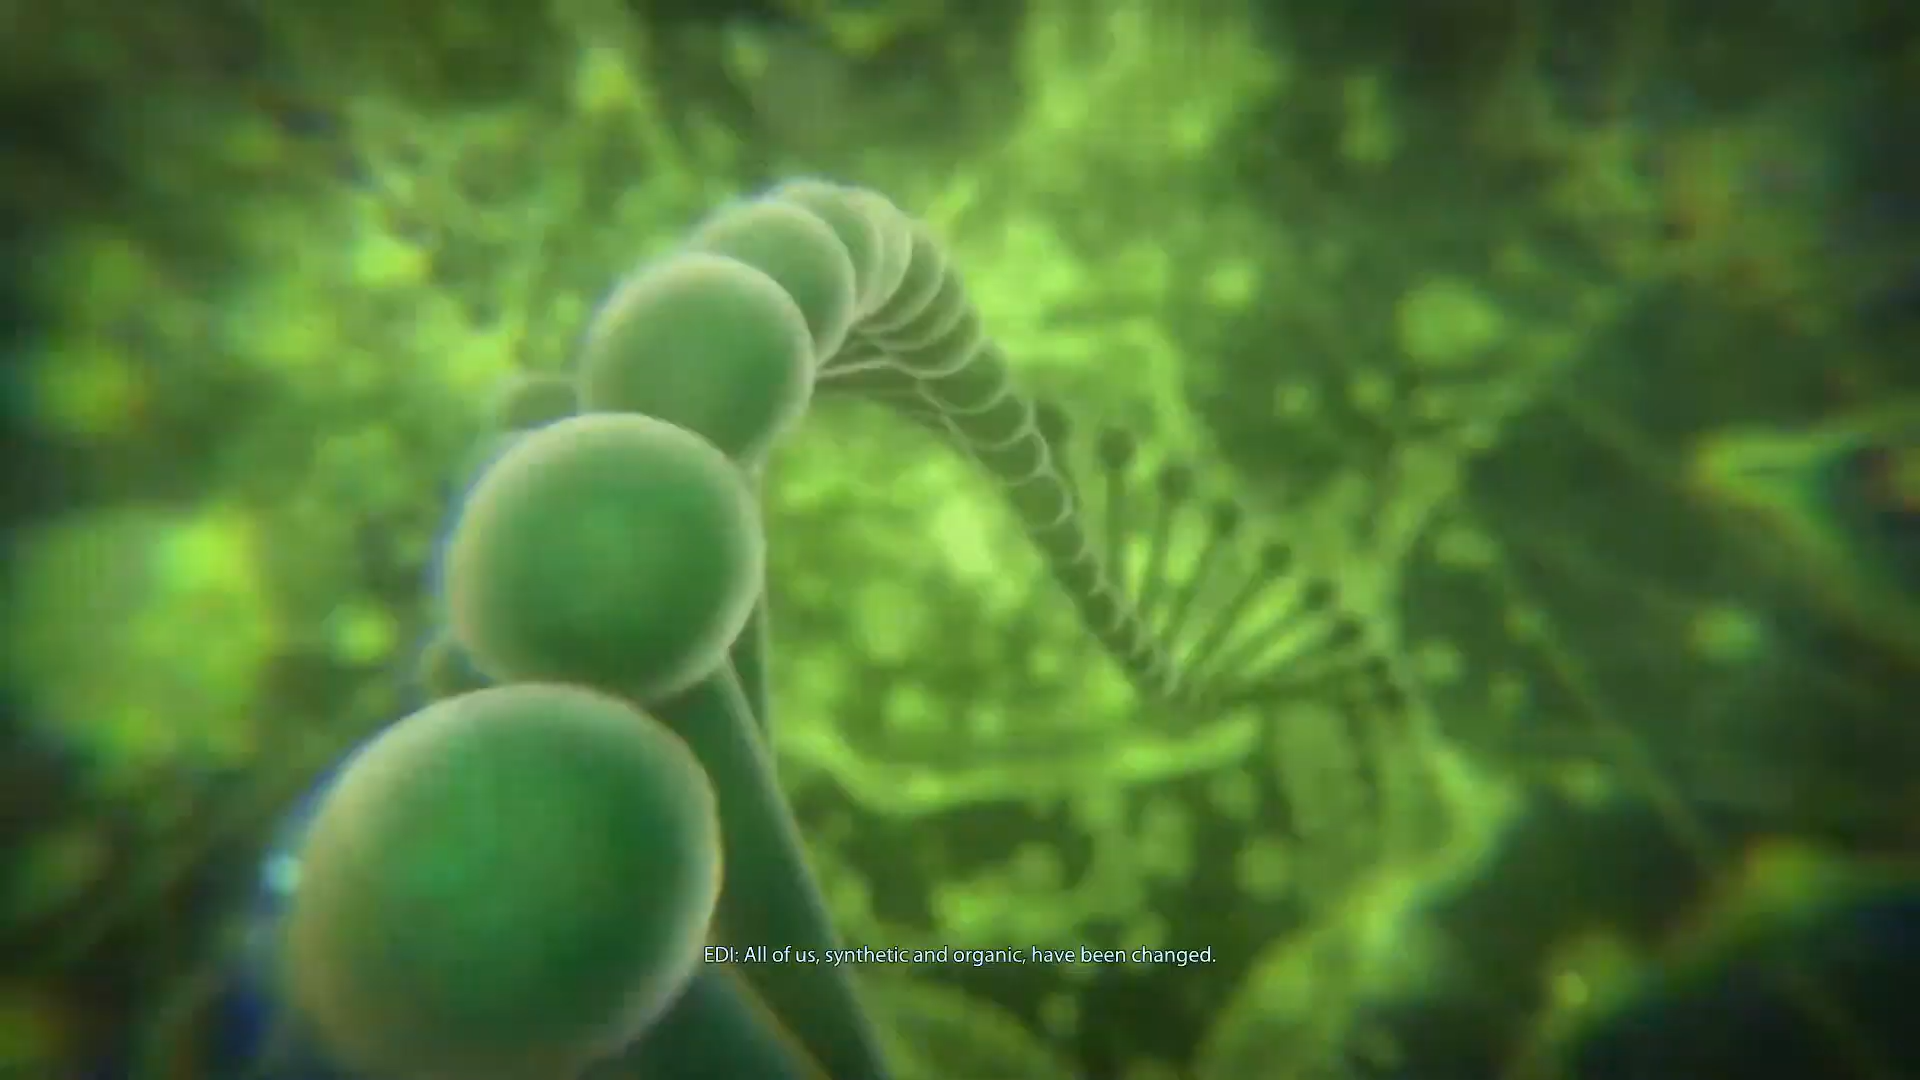 EDI: All of us, synthetic and organic, have been changed.